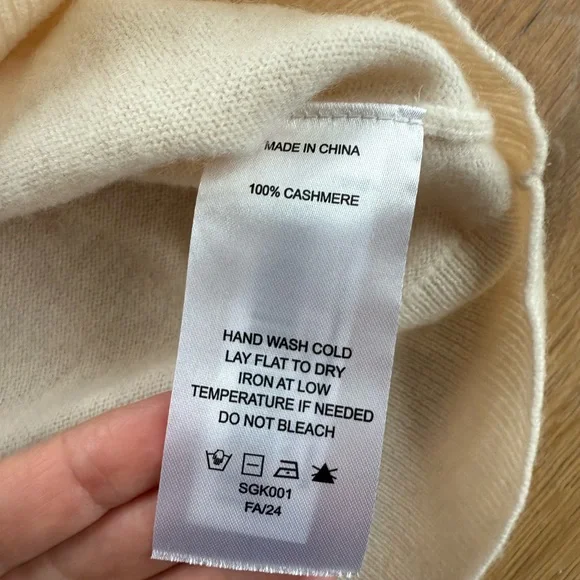 MADE IN CHINA
100% CASHMERE
HAND WASH COLD
LAY FLAT TO DRY
IRON AT LOW
TEMPERATURE IF NEEDED
DO NOT BLEACH
SGK001
FA/24